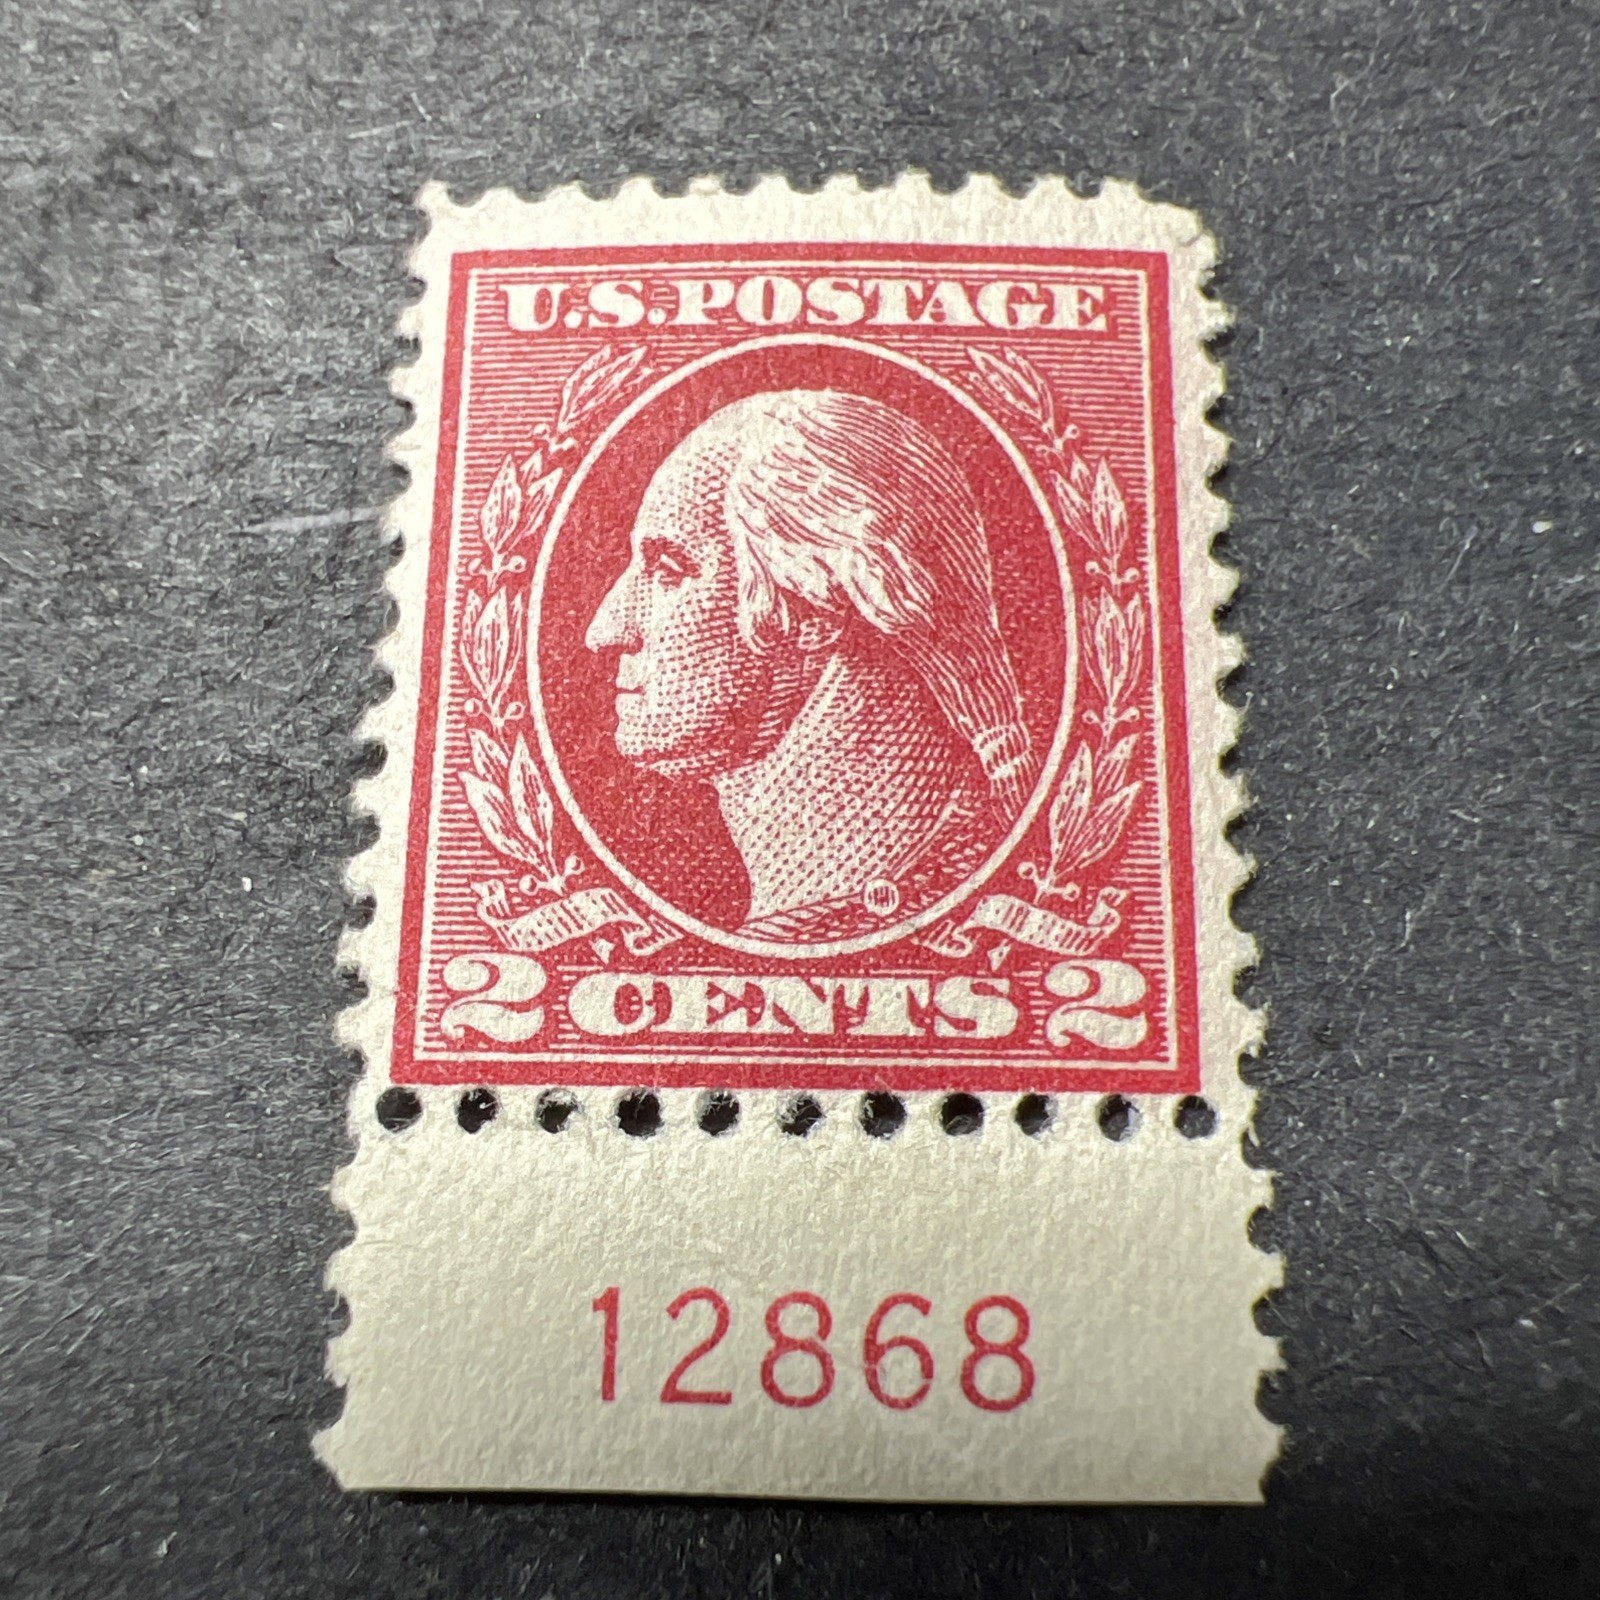 U.S. POSTAGE
2 CENTS 2
12868